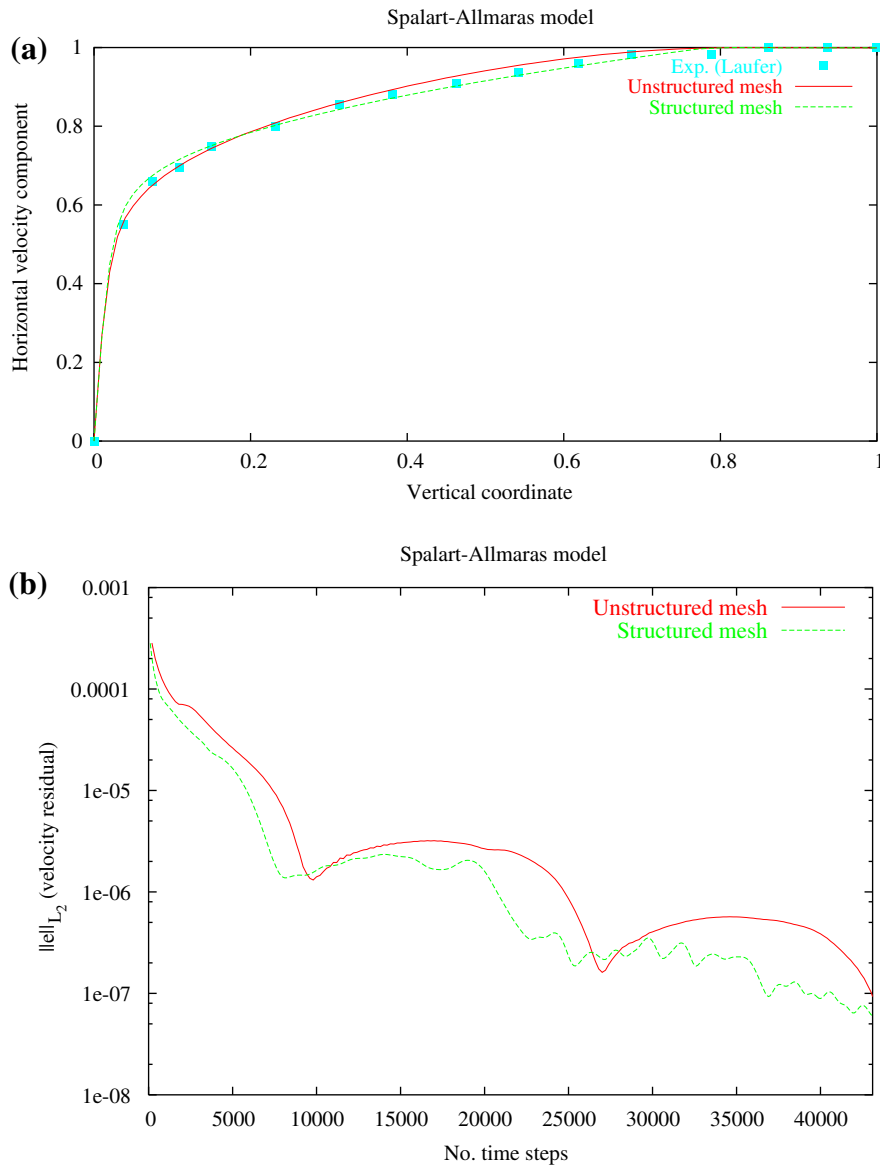 Spalart-Allmaras model
(a)
1
0.8
0.6
0.4
0.2
0
Horizontal velocity component
Exp. (Laufer)
Unstructured mesh
Structured mesh
0
0.2
0.4
0.6
0.8
1
Vertical coordinate
Spalart-Allmaras model
(b)
0.001
0.0001
1e-05
1e-06
1e-07
1e-08
||e||L2 (velocity residual)
Unstructured mesh
Structured mesh
0
5000
10000
15000
20000
25000
30000
35000
40000
No. time steps